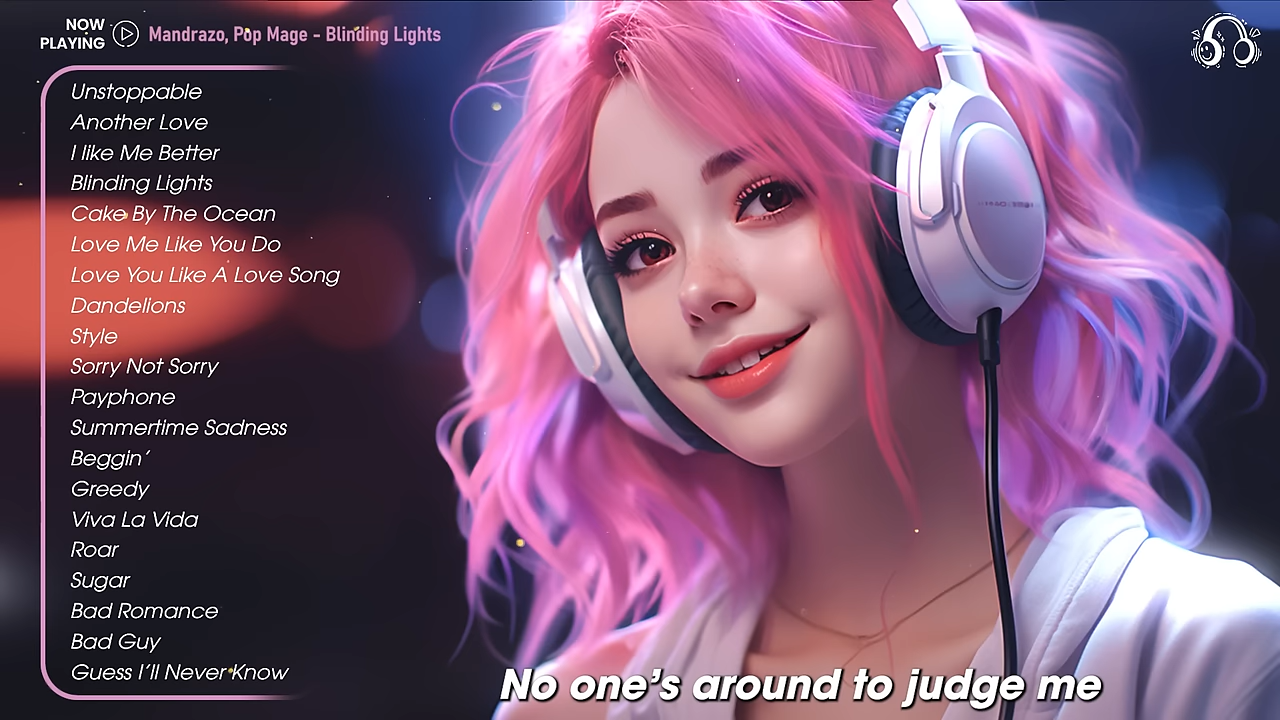 NOW
PLAYING
Mandrazo, Pop Mage - Blinding Lights
Unstoppable
Another Love
I like Me Better
Blinding Lights
Cake By The Ocean
Love Me Like You Do
Love You Like A Love Song
Dandelions
Style
Sorry Not Sorry
Payphone
Summertime Sadness
Beggin’
Greedy
Viva La Vida
Roar
Sugar
Bad Romance
Bad Guy
Guess I’ll Never Know
No one’s around to judge me